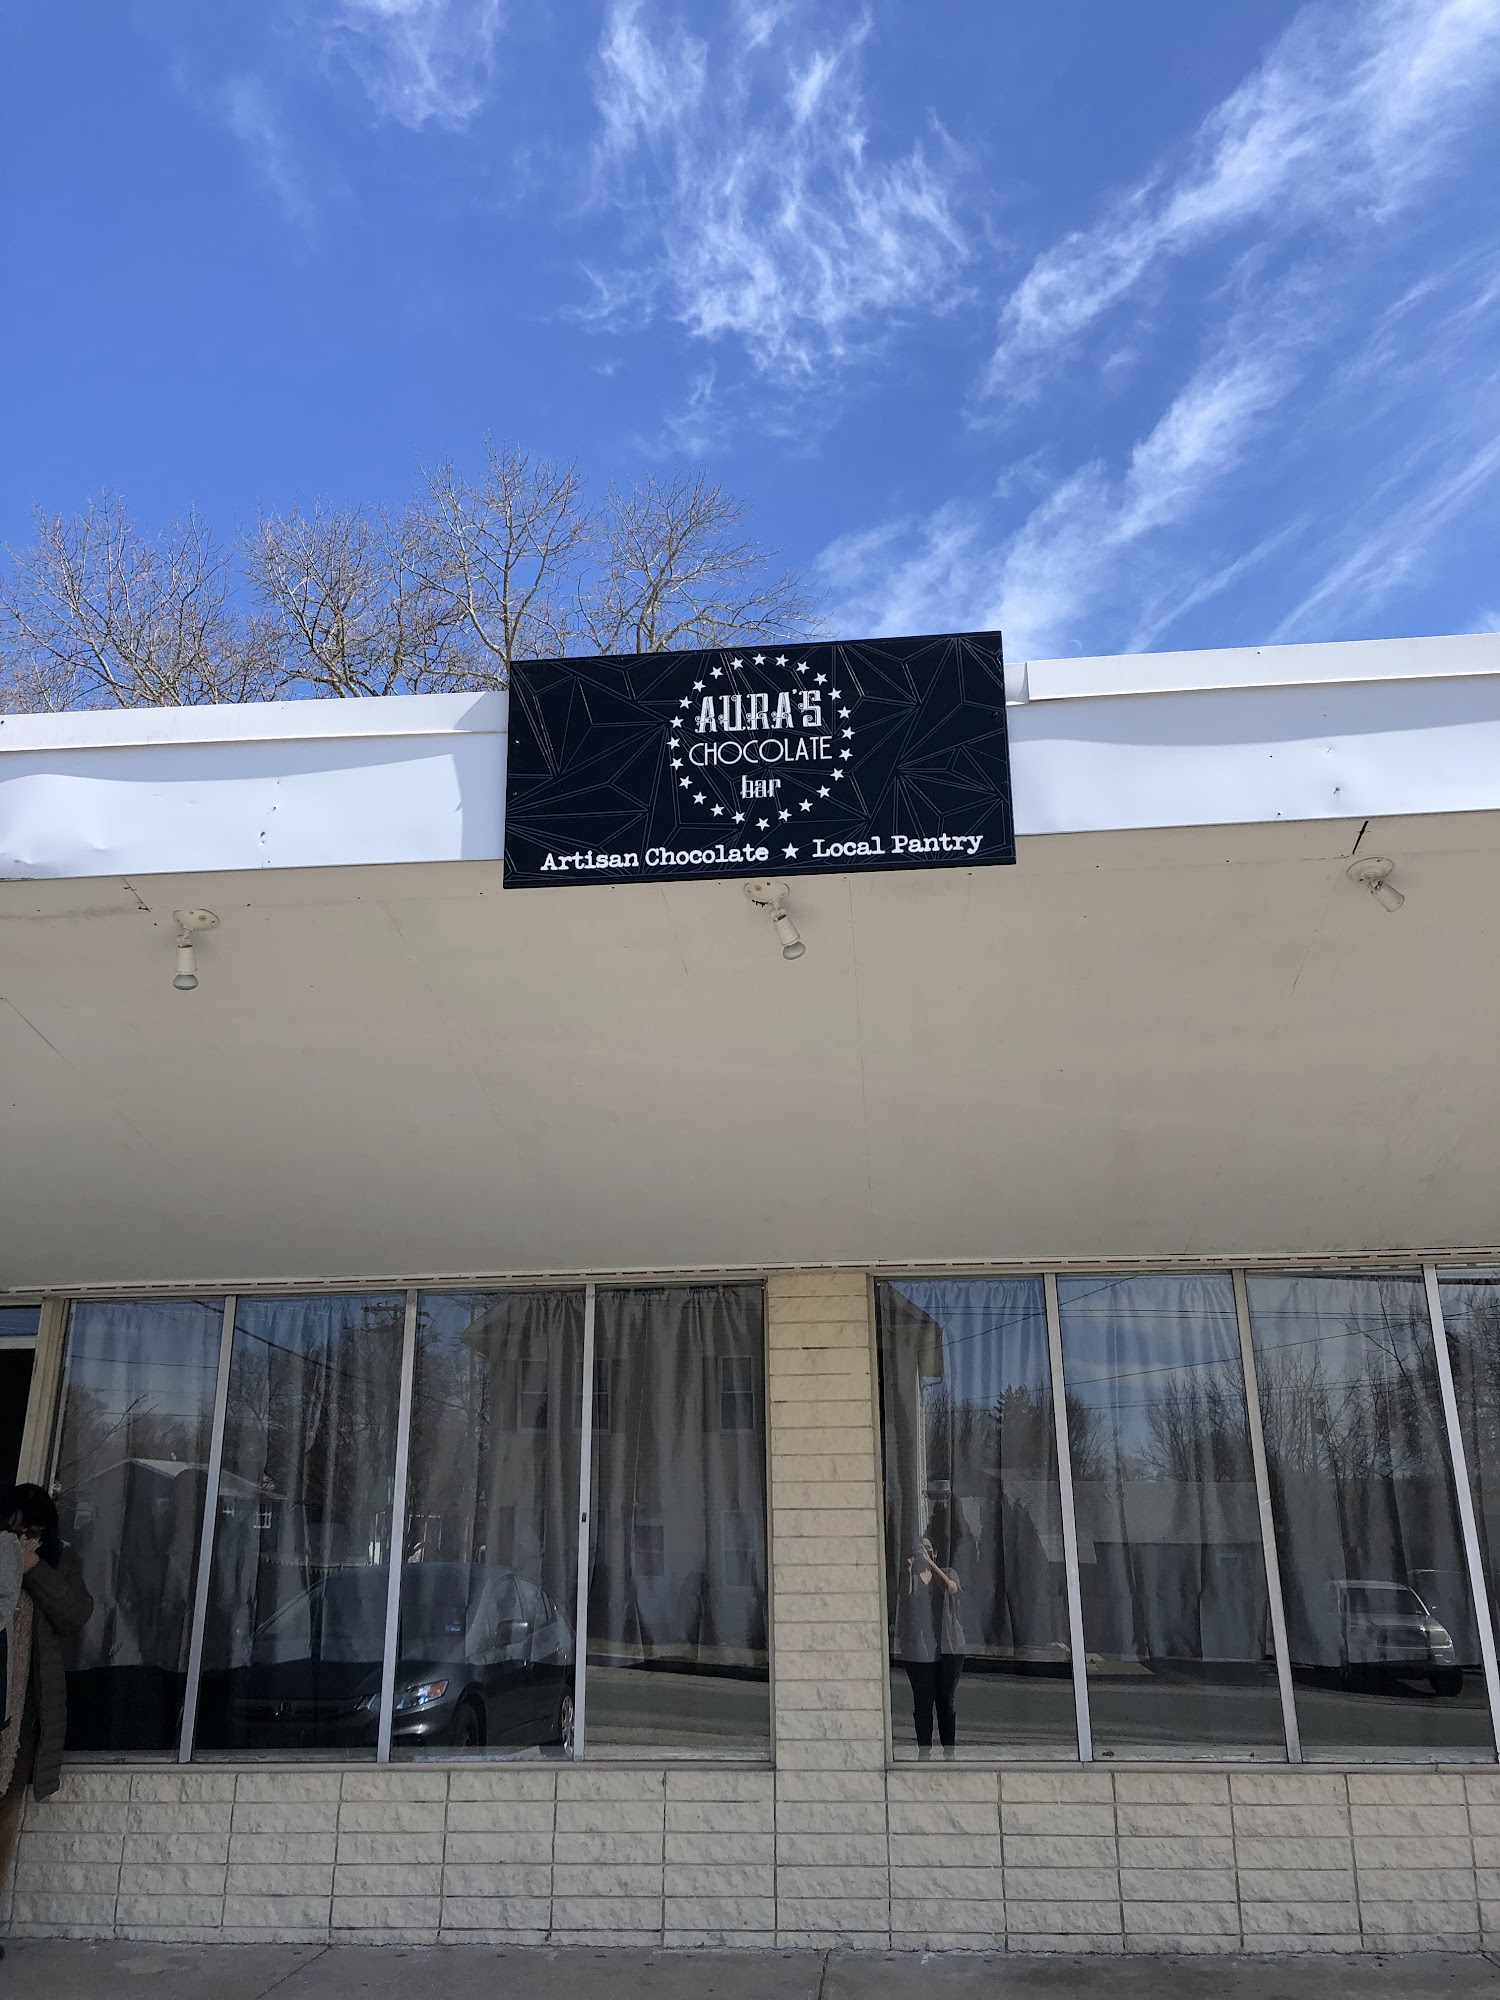 AURA'S
CHOCOLATE
bar
Artisan Chocolate ★ Local Pantry